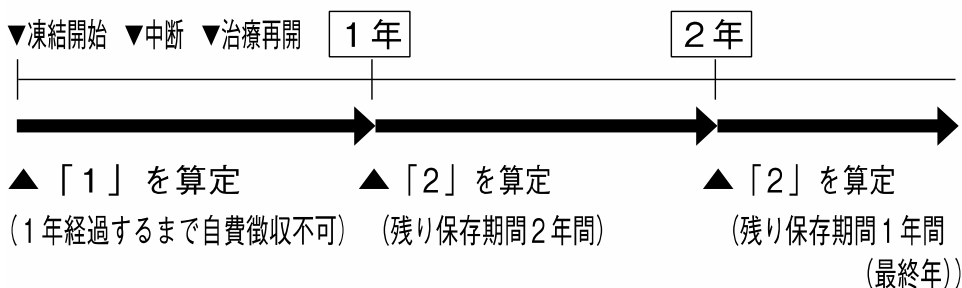 ▼凍結開始 ▼中断 ▼治療再開 1年 2年
▲「1」を算定 ▲「2」を算定 ▲「2」を算定
(1年経過するまで自費徴収不可) (残り保存期間2年間) (残り保存期間1年間
(最終年))